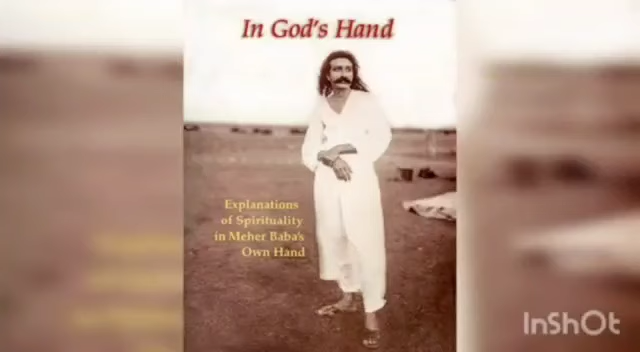 In God's Hand
Explanations
of Spirituality
in Meher Baba's
Own Hand
InShOt